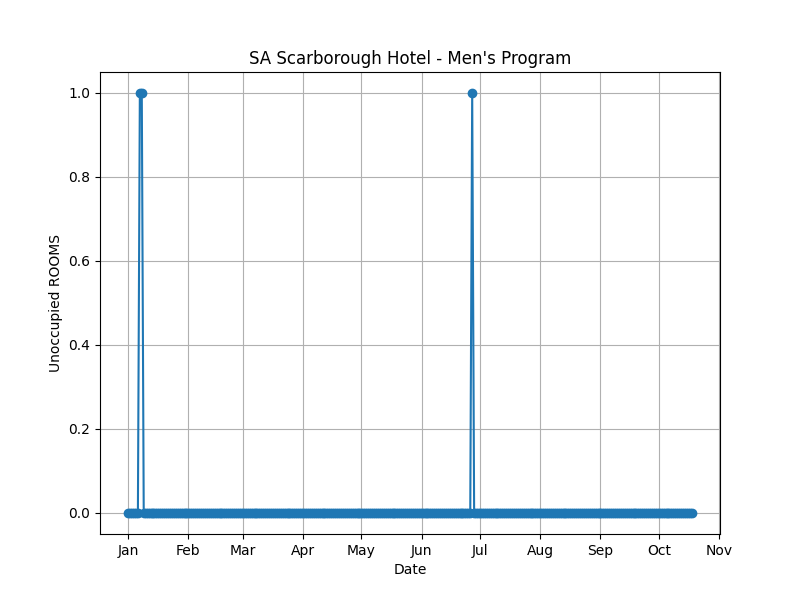 SA Scarborough Hotel - Men's Program
Unoccupied ROOMS
1.0
0.8
0.6
0.4
0.2
0.0
Jan Feb Mar Apr May Jun Jul Aug Sep Oct Nov
Date